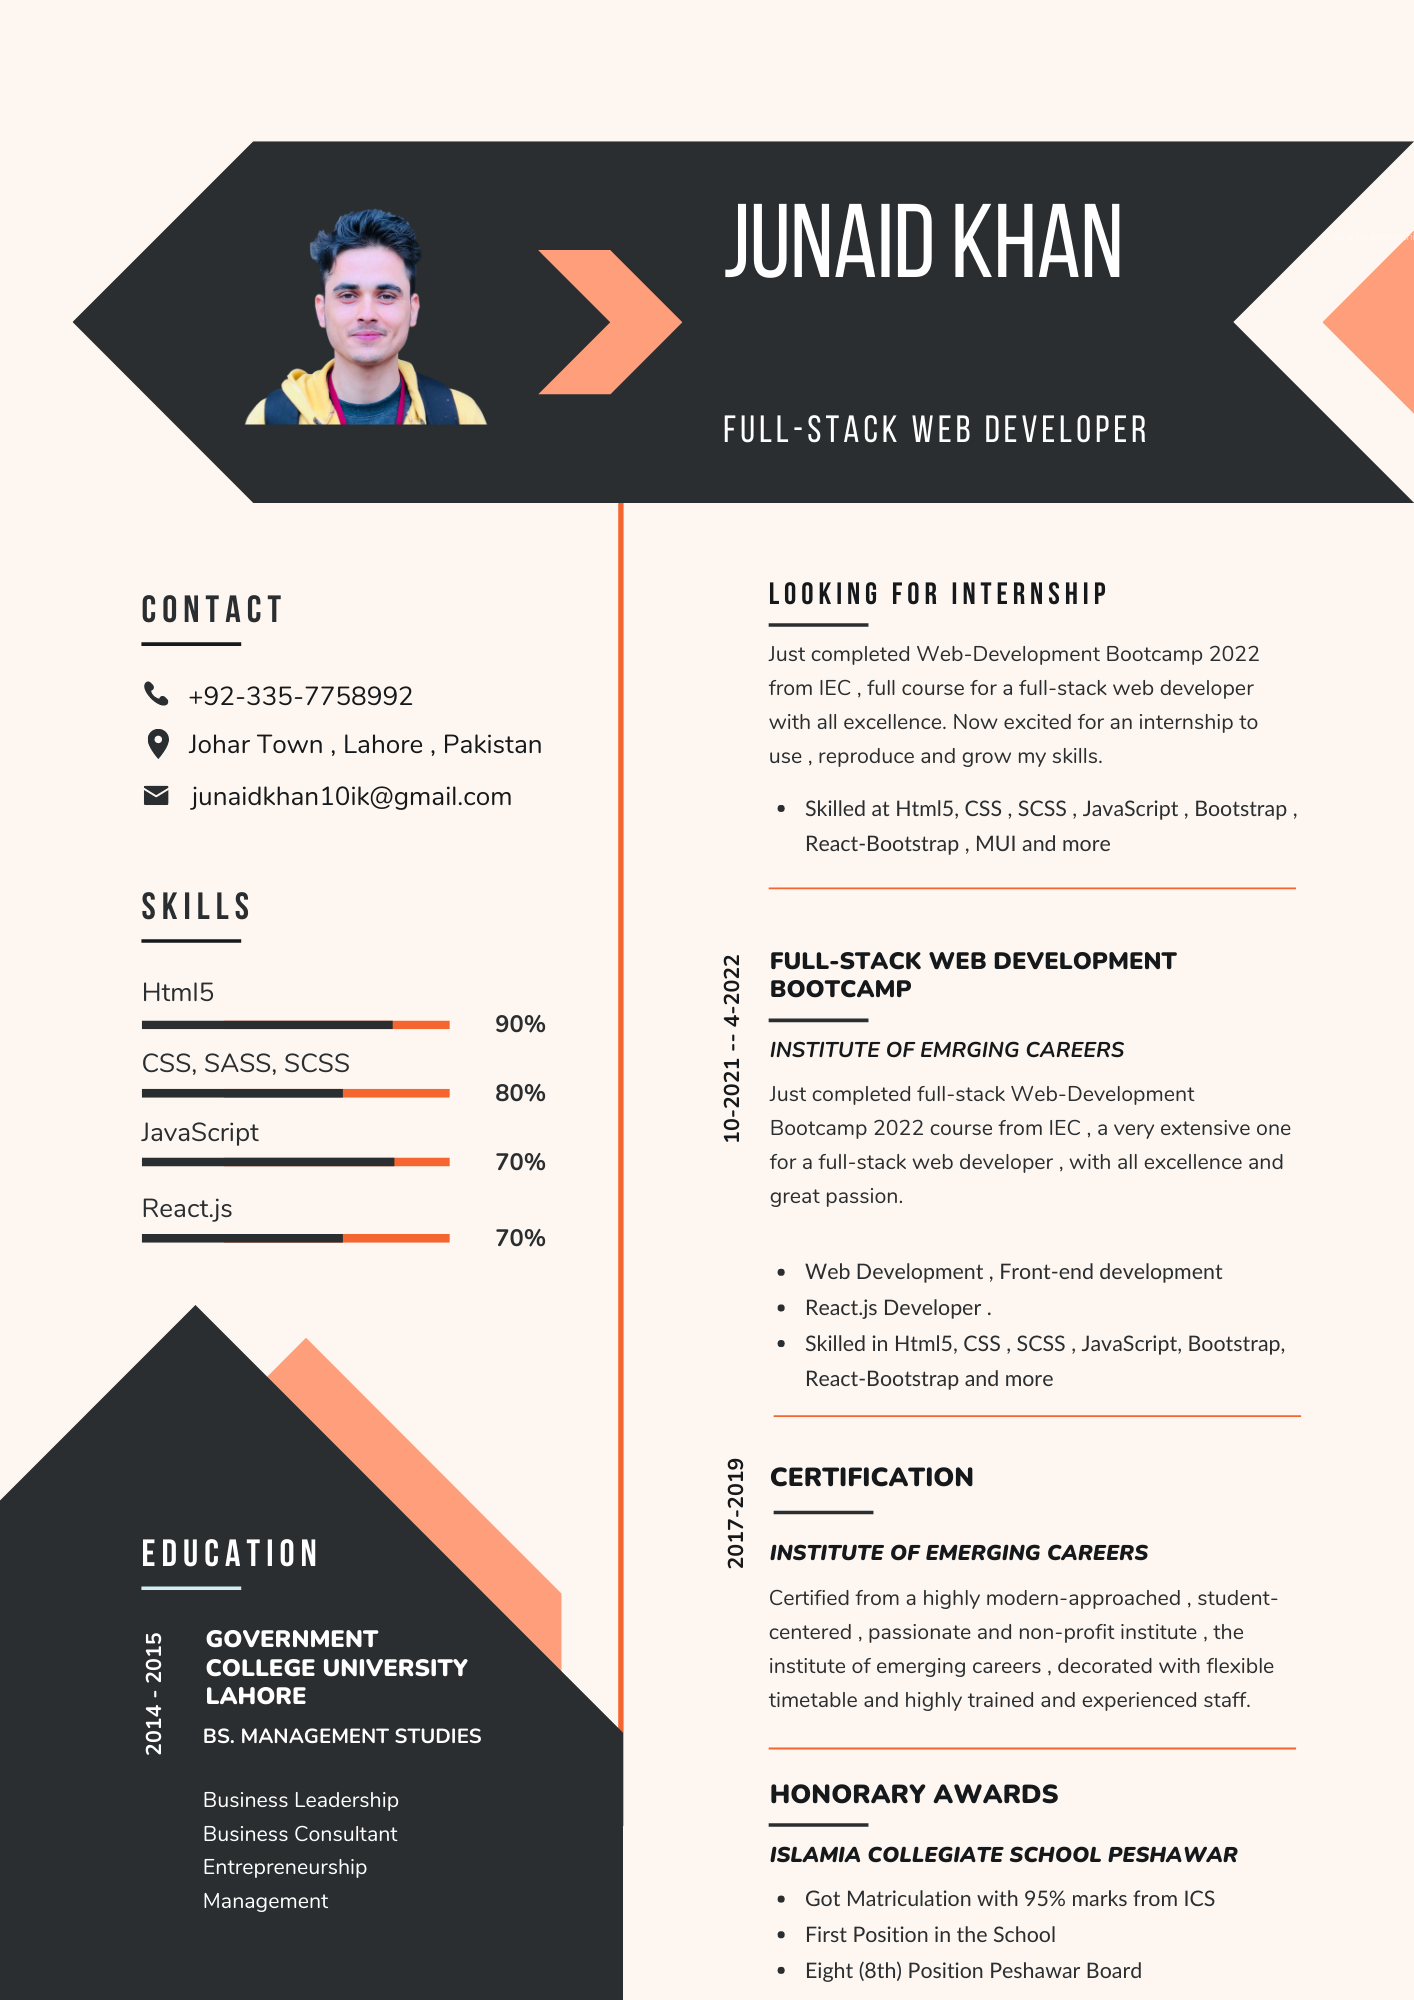 JUNAID KHAN
FULL-STACK WEB DEVELOPER
CONTACT
+92-335-7758992
Johar Town , Lahore , Pakistan
junaidkhan10ik@gmail.com
SKILLS
Html5
90%
CSS, SASS, SCSS
80%
JavaScript
70%
React.js
70%
EDUCATION
2014 - 2015
GOVERNMENT
COLLEGE UNIVERSITY
LAHORE
BS. MANAGEMENT STUDIES
Business Leadership
Business Consultant
Entrepreneurship
Management
LOOKING FOR INTERNSHIP
Just completed Web-Development Bootcamp 2022
from IEC , full course for a full-stack web developer
with all excellence. Now excited for an internship to
use , reproduce and grow my skills.
• Skilled at Html5, CSS , SCSS , JavaScript , Bootstrap ,
React-Bootstrap , MUI and more
10-2021 -- 4-2022
FULL-STACK WEB DEVELOPMENT
BOOTCAMP
INSTITUTE OF EMRGING CAREERS
Just completed full-stack Web-Development
Bootcamp 2022 course from IEC , a very extensive one
for a full-stack web developer , with all excellence and
great passion.
• Web Development , Front-end development
• React.js Developer .
• Skilled in Html5, CSS , SCSS , JavaScript, Bootstrap,
React-Bootstrap and more
2017-2019
CERTIFICATION
INSTITUTE OF EMERGING CAREERS
Certified from a highly modern-approached , student-
centered , passionate and non-profit institute , the
institute of emerging careers , decorated with flexible
timetable and highly trained and experienced staff.
HONORARY AWARDS
ISLAMIA COLLEGIATE SCHOOL PESHAWAR
• Got Matriculation with 95% marks from ICS
• First Position in the School
• Eight (8th) Position Peshawar Board